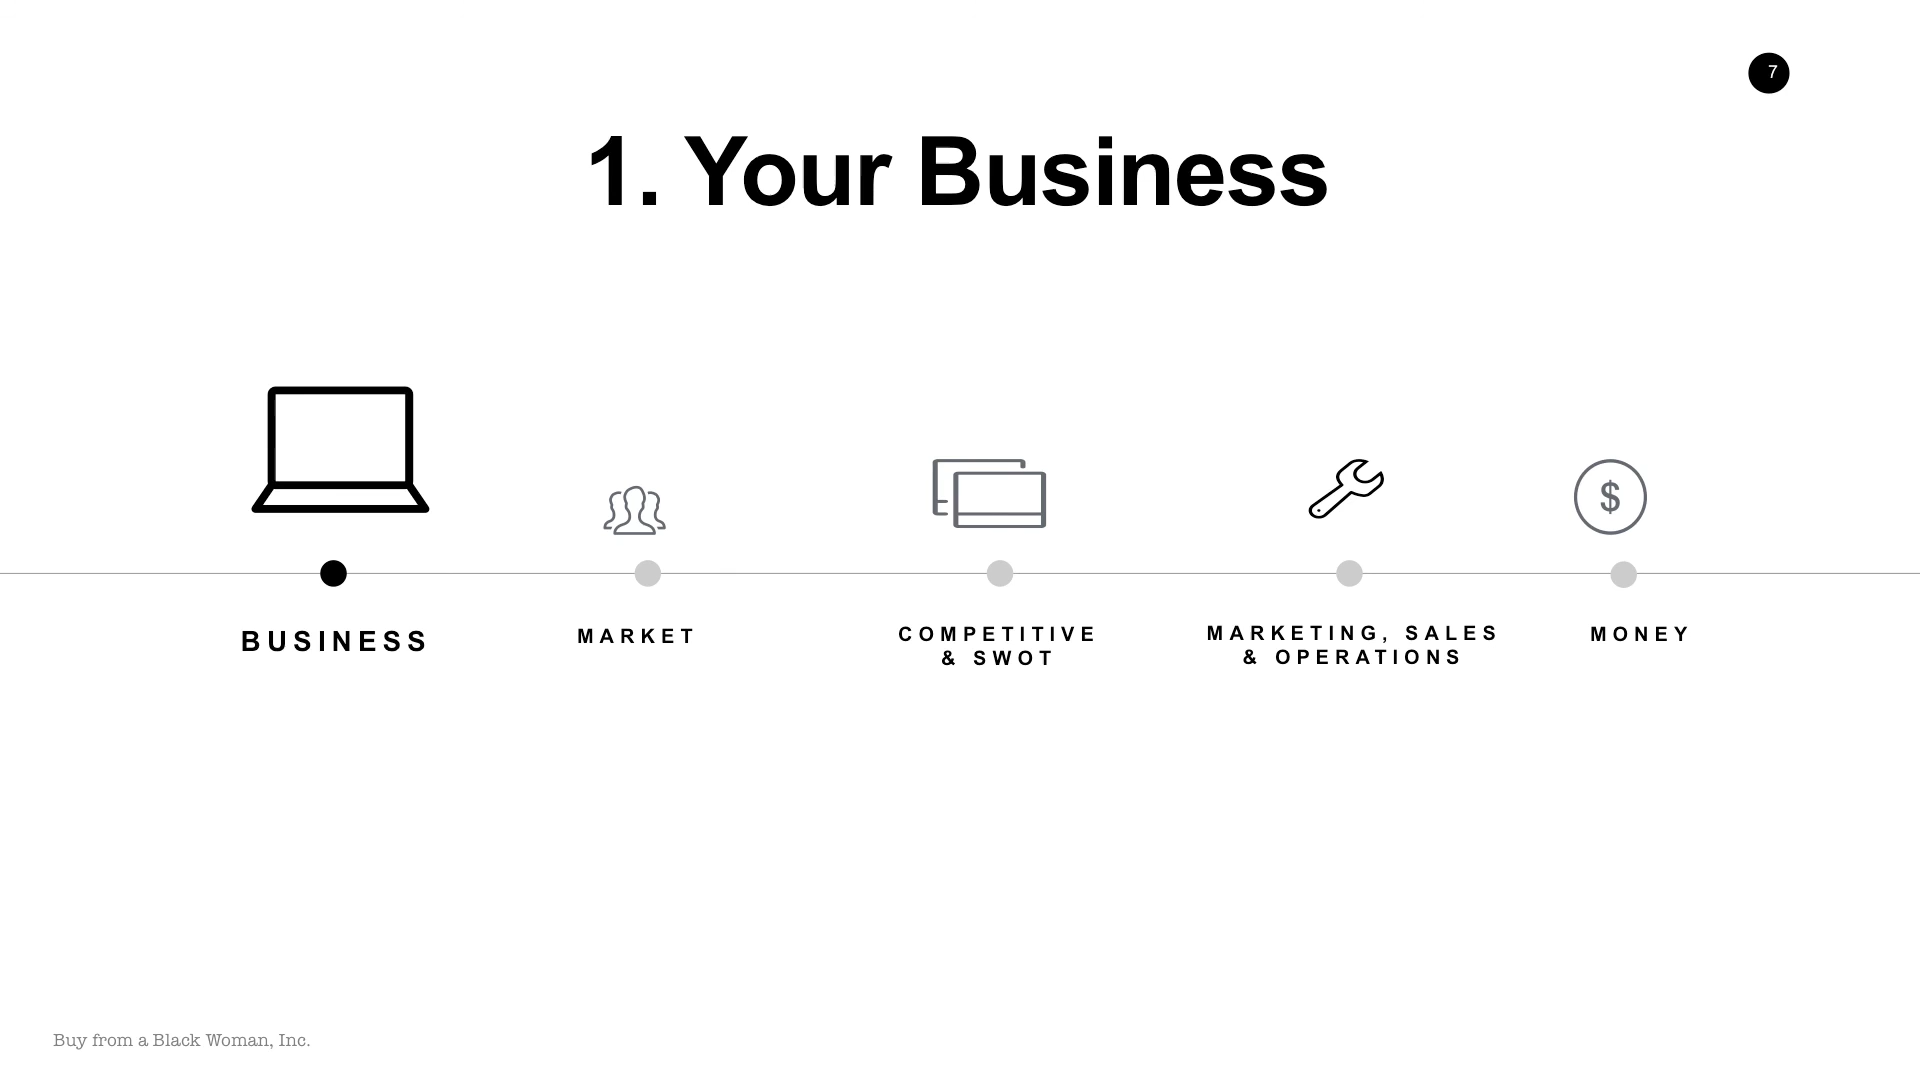 7
1. Your Business
$
BUSINESS
MARKET
COMPETITIVE
& SWOT
MARKETING, SALES
& OPERATIONS
MONEY
Buy from a Black Woman, Inc.